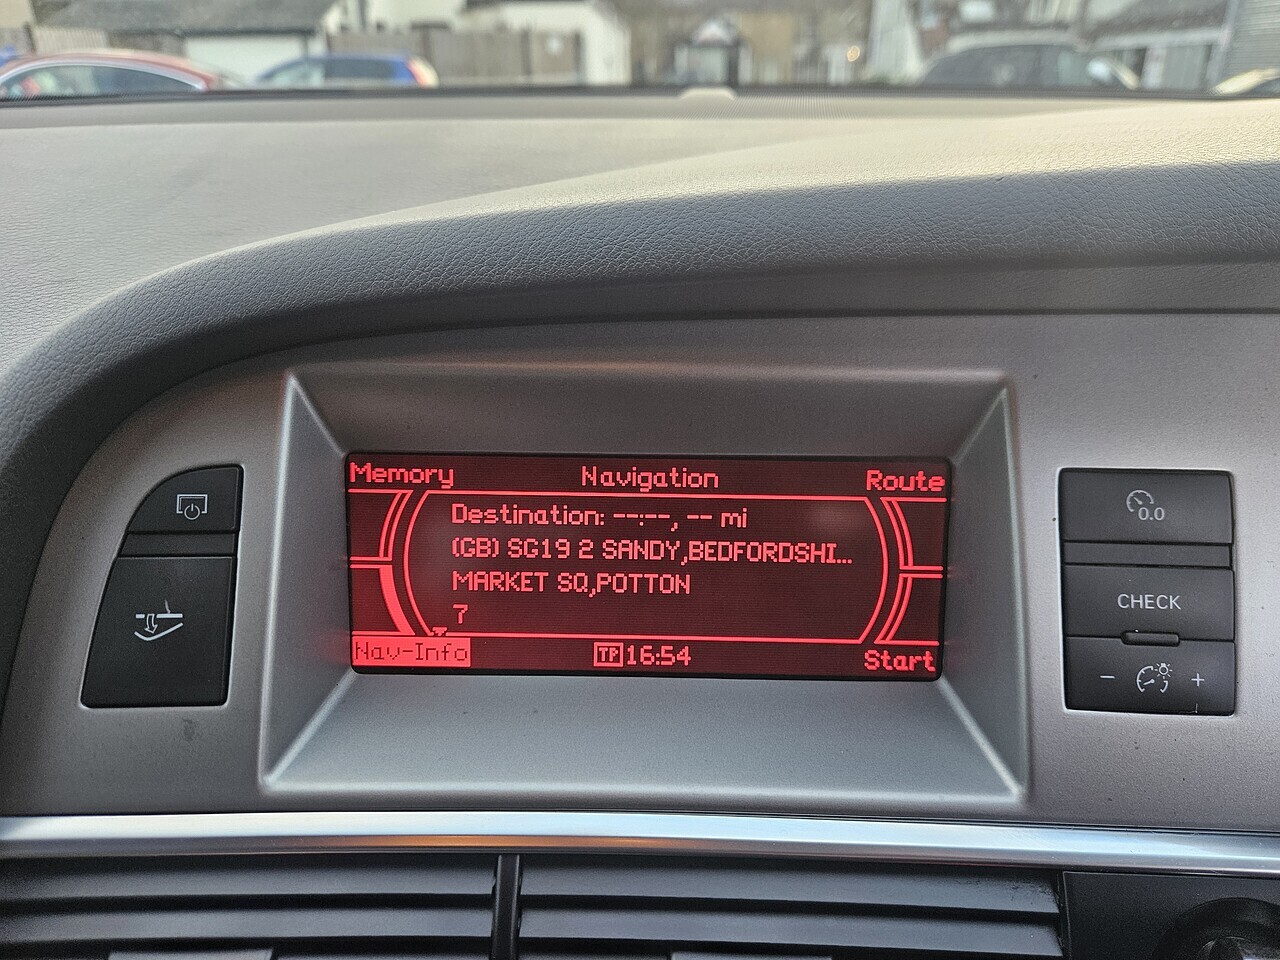 Memory Navigation Route
Destination: --:--, -- mi
(GB) SG19 2 SANDY,BEDFORDSHI...
MARKET SQ,POTTON
7
Nav-Info TP 16:54 Start
0.0
CHECK
- +